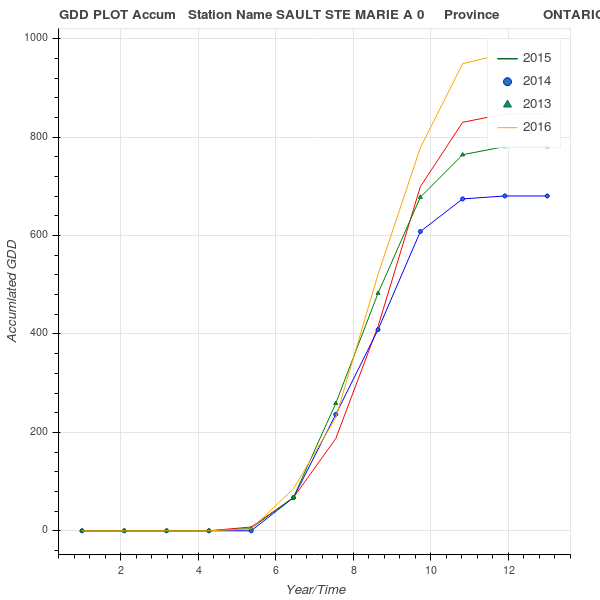 GDD PLOT Accum Station Name SAULT STE MARIE A 0 Province ONTARIO
1000
800
600
400
200
0
Accumlated GDD
2015
2014
2013
2016
2 4 6 8 10 12
Year/Time